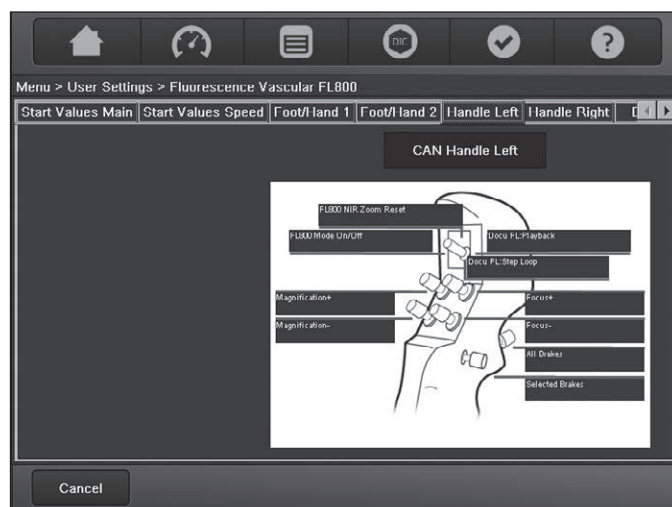 DIC
?
Menu > User Settings > Fluorescence Vascular FL800
Start Values Main Start Values Speed Foot/Hand 1 Foot/Hand 2 Handle Left Handle Right
CAN Handle Left
FL800 NIR Zoom Reset
FL800 Mode On/Off Docu FL:Playback
Docu FL:Step Loop
Magnification+ Focus+
Magnification- Focus-
All Brakes
Selected Brakes
Cancel